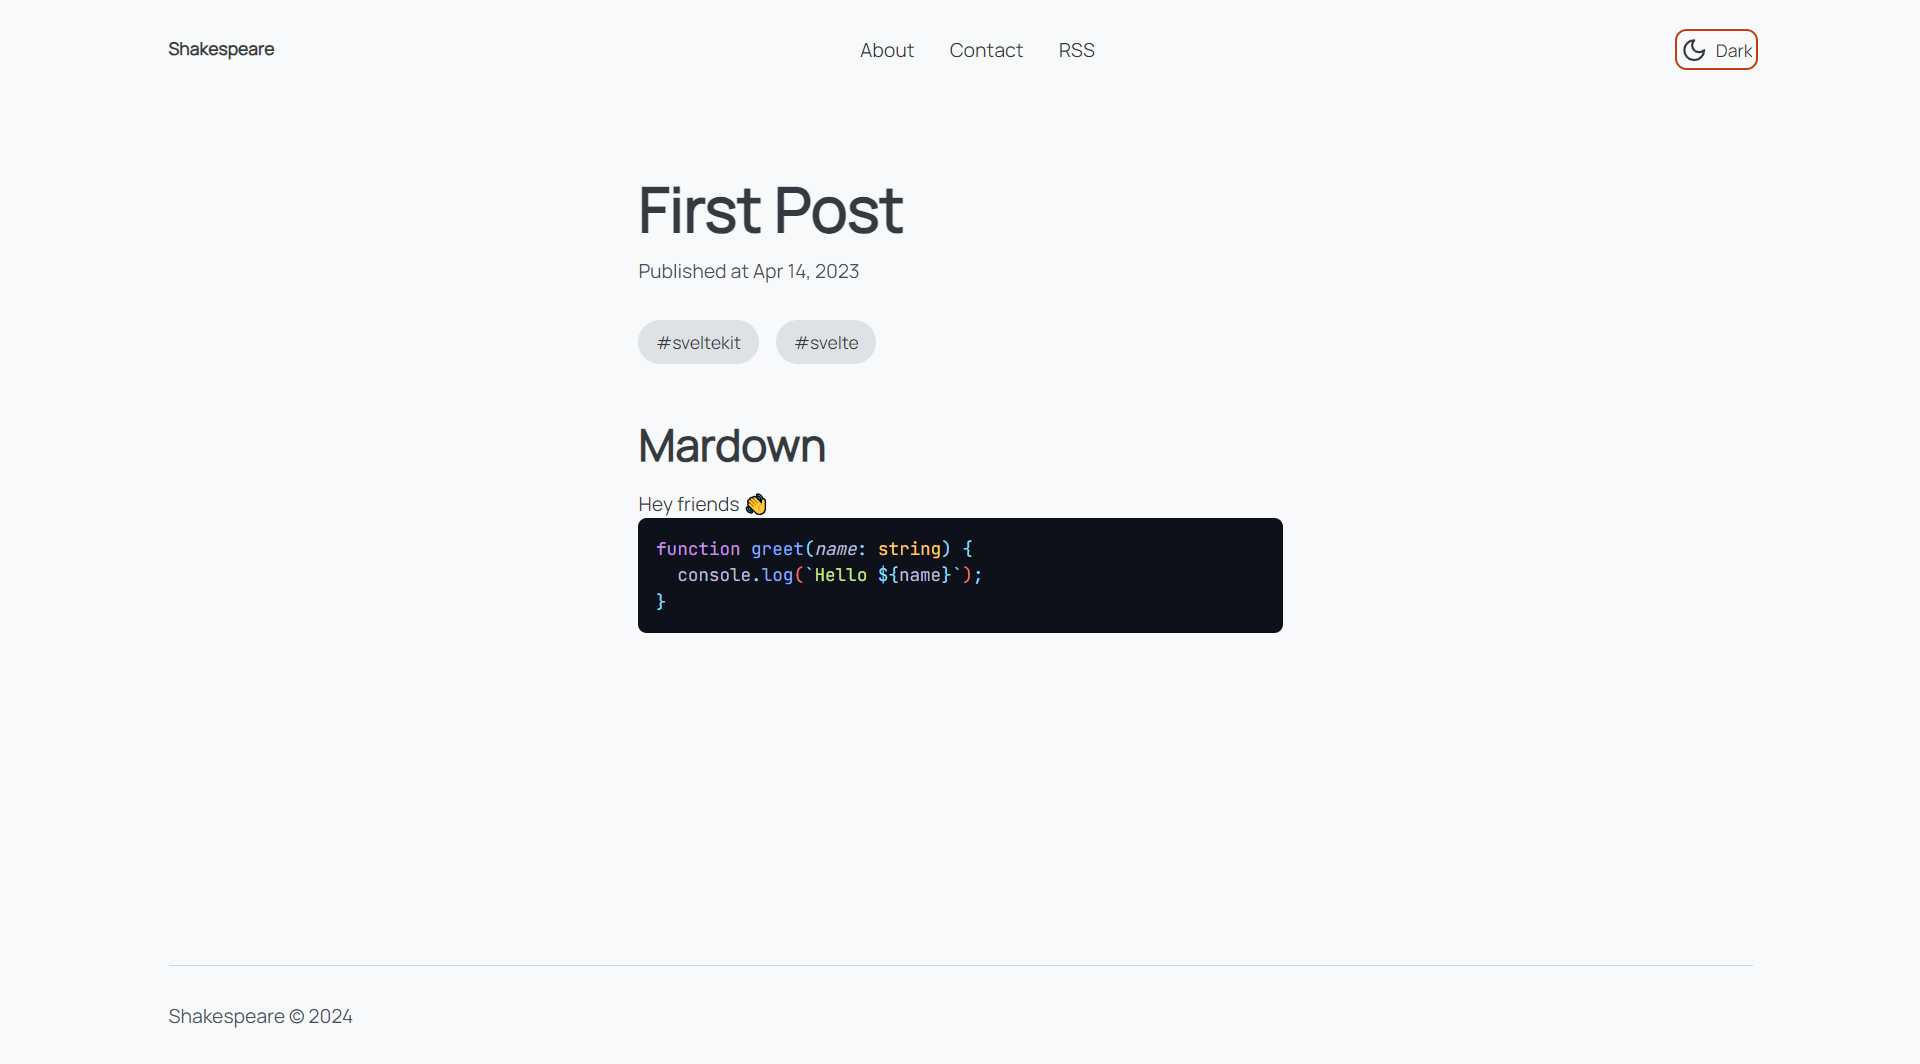 Shakespeare
About Contact RSS
Dark
First Post
Published at Apr 14, 2023
#sveltekit #svelte
Mardown
Hey friends 👏
function greet(name: string) {
  console.log(`Hello ${name}`);
}
Shakespeare © 2024